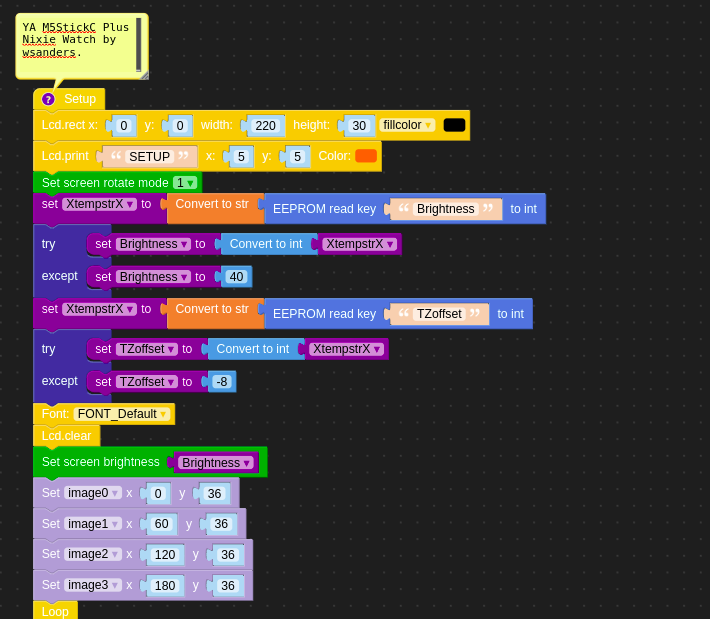 YA M5StickC Plus
Nixie Watch by
wsanders.
? Setup
Lcd.rect x: 0 y: 0 width: 220 height: 30 fillcolor
Lcd.print “ SETUP ” x: 5 y: 5 Color:
Set screen rotate mode 1
set XtempstrX to Convert to str EEPROM read key “ Brightness ” to int
try set Brightness to Convert to int XtempstrX
except set Brightness to 40
set XtempstrX to Convert to str EEPROM read key “ TZoffset ” to int
try set TZoffset to Convert to int XtempstrX
except set TZoffset to -8
Font: FONT_Default
Lcd.clear
Set screen brightness Brightness
Set image0 x 0 y 36
Set image1 x 60 y 36
Set image2 x 120 y 36
Set image3 x 180 y 36
Loop